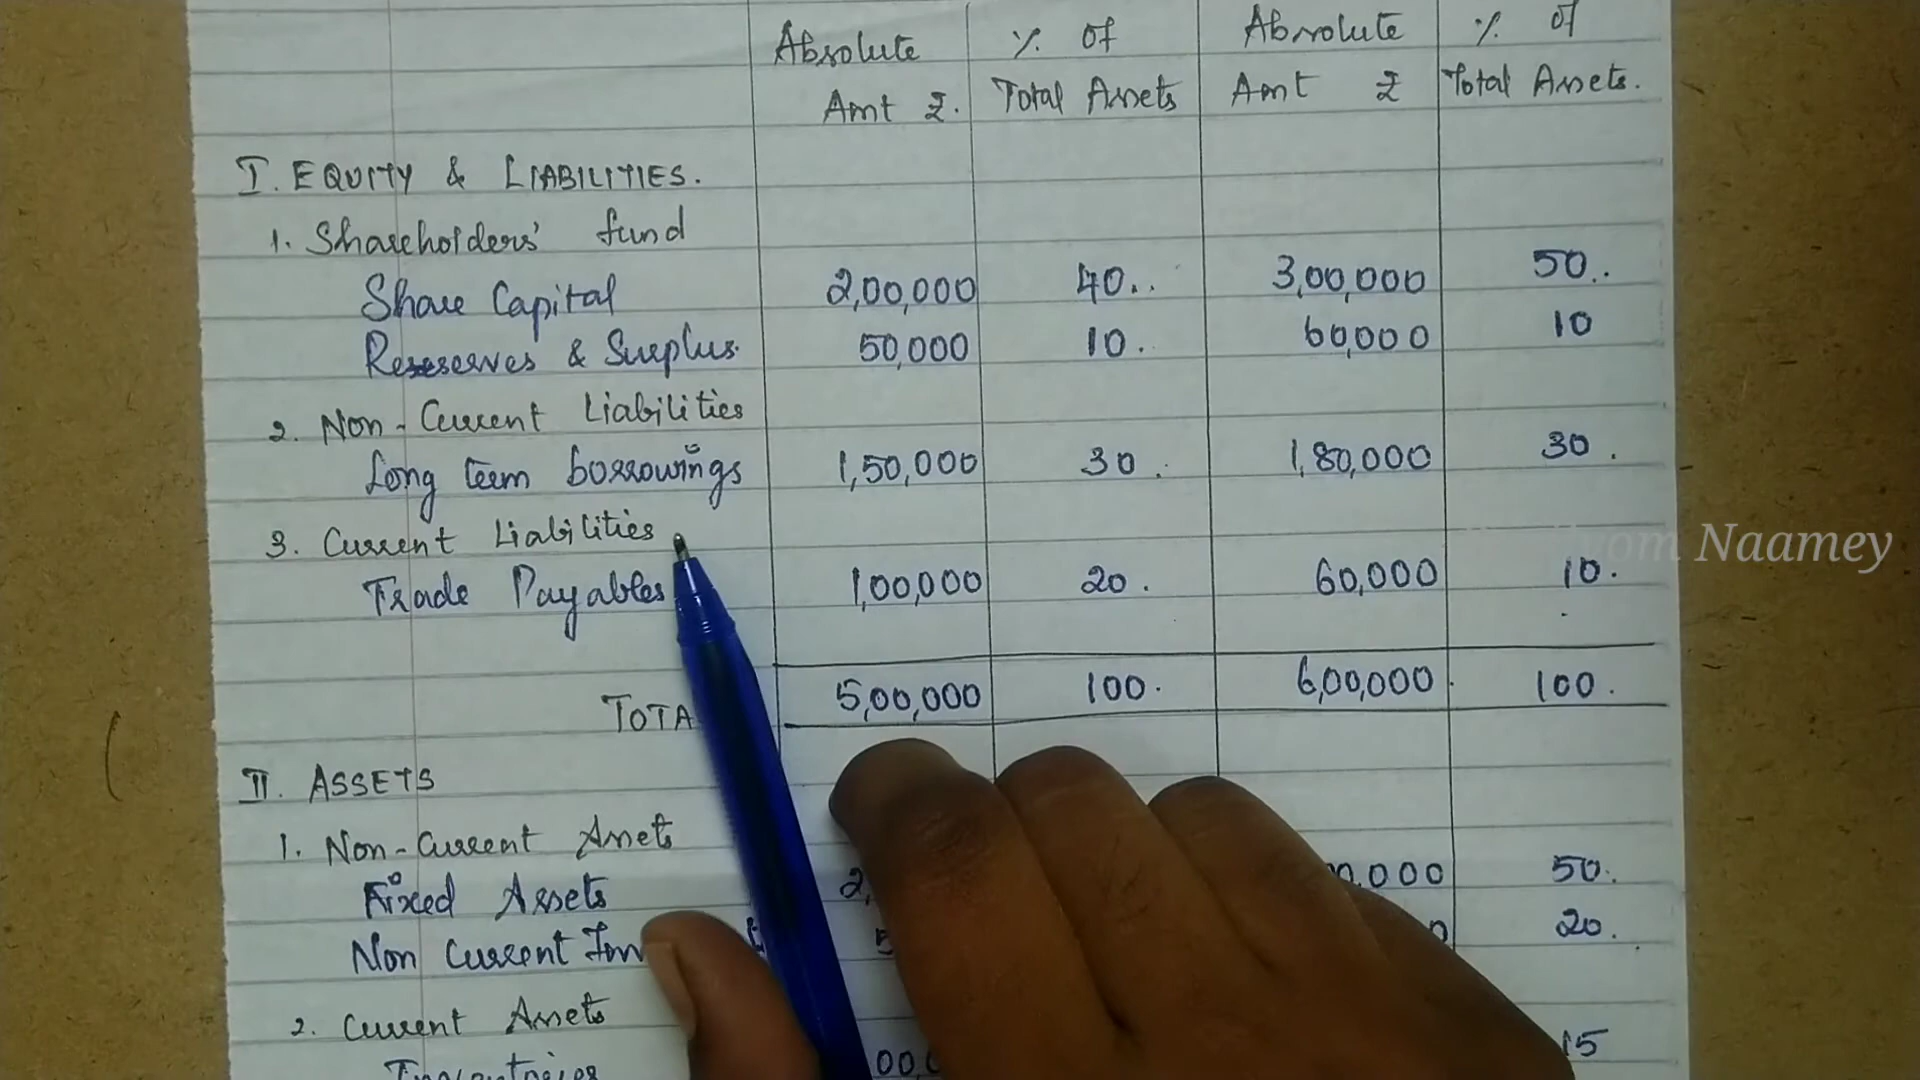 Absolute % of Absolute % of
Amt ₹. Total Assets Amt ₹ Total Assets.
I. EQUITY & LIABILITIES.
1. Shareholders' fund
Share Capital 2,00,000 40.. 3,00,000 50..
Reseserves & Surplus. 50,000 10. 60,000 10
2. Non-Current Liabilities
Long term borrowings 1,50,000 30. 1,80,000 30.
3. Current Liabilities
Naamey
Trade Payables 1,00,000 20. 60,000 10.
TOTA 5,00,000 100. 6,00,000 100.
II. ASSETS
1. Non-Current Assets
Fixed Assets 50.
Non Current 20.
2. Current Assets
Inventories 15